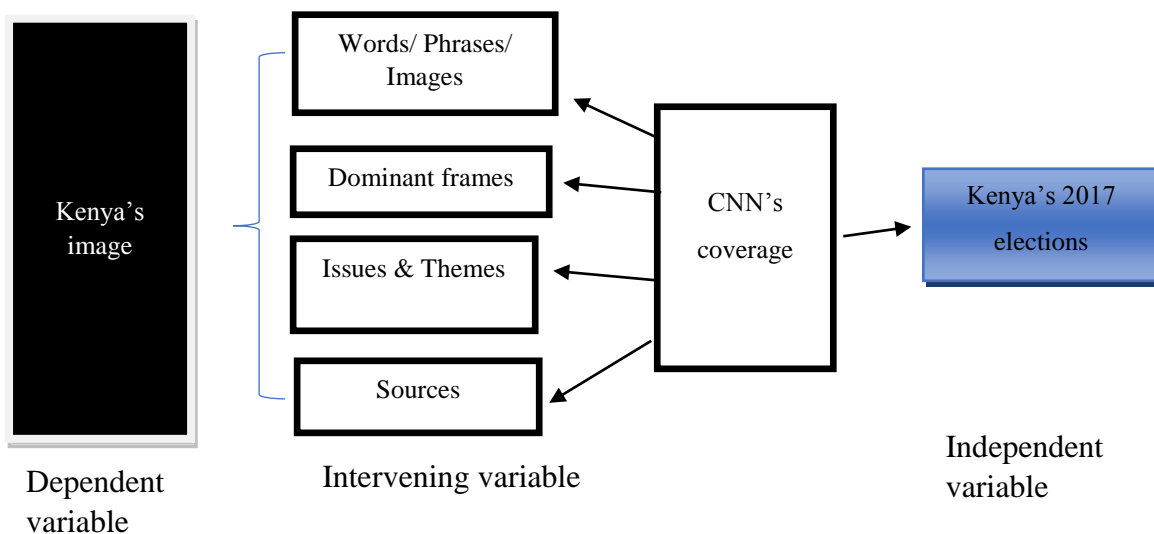 Kenya’s
image
Words/ Phrases/
Images
Dominant frames
Issues & Themes
Sources
CNN’s
coverage
Kenya’s 2017
elections
Dependent
variable
Intervening variable
Independent
variable